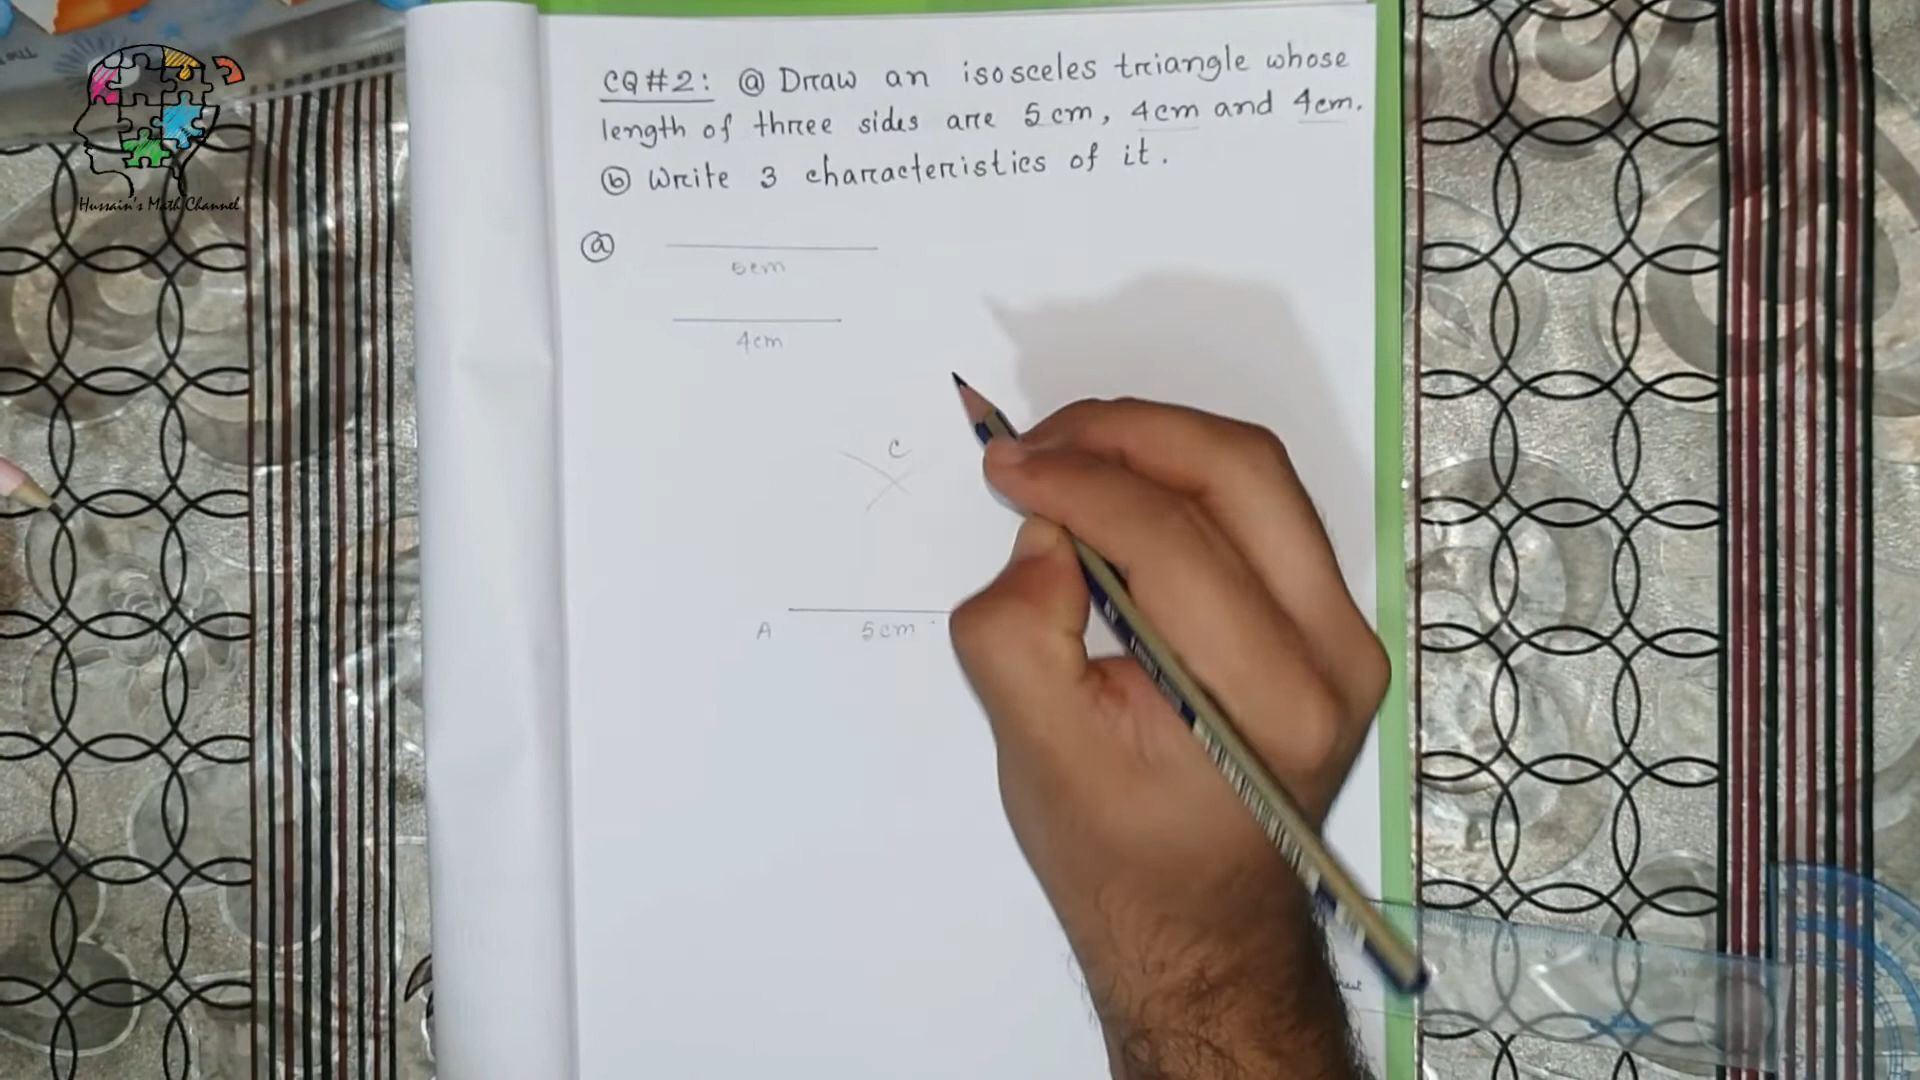 CQ#2: ⓐ Draw an isosceles triangle whose
length of three sides are 5cm, 4cm and 4cm.
ⓑ Write 3 characteristics of it.
Hussain's Math Channel
ⓐ
5cm
4cm
C
A 5cm